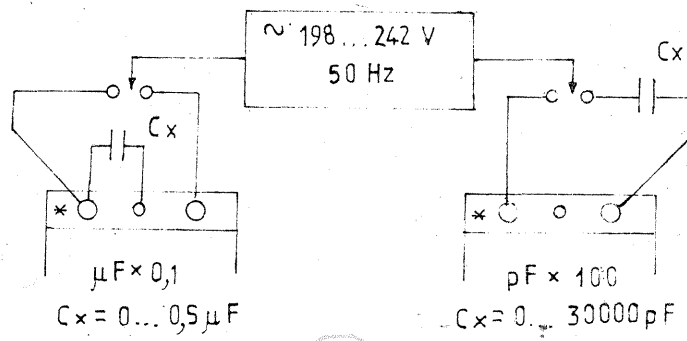 ~ 198...242 V
50 Hz
Cx
Cx
*
*
µF × 0,1
Cx = 0... 0,5 µF
pF × 100
Cx = 0... 30000 pF